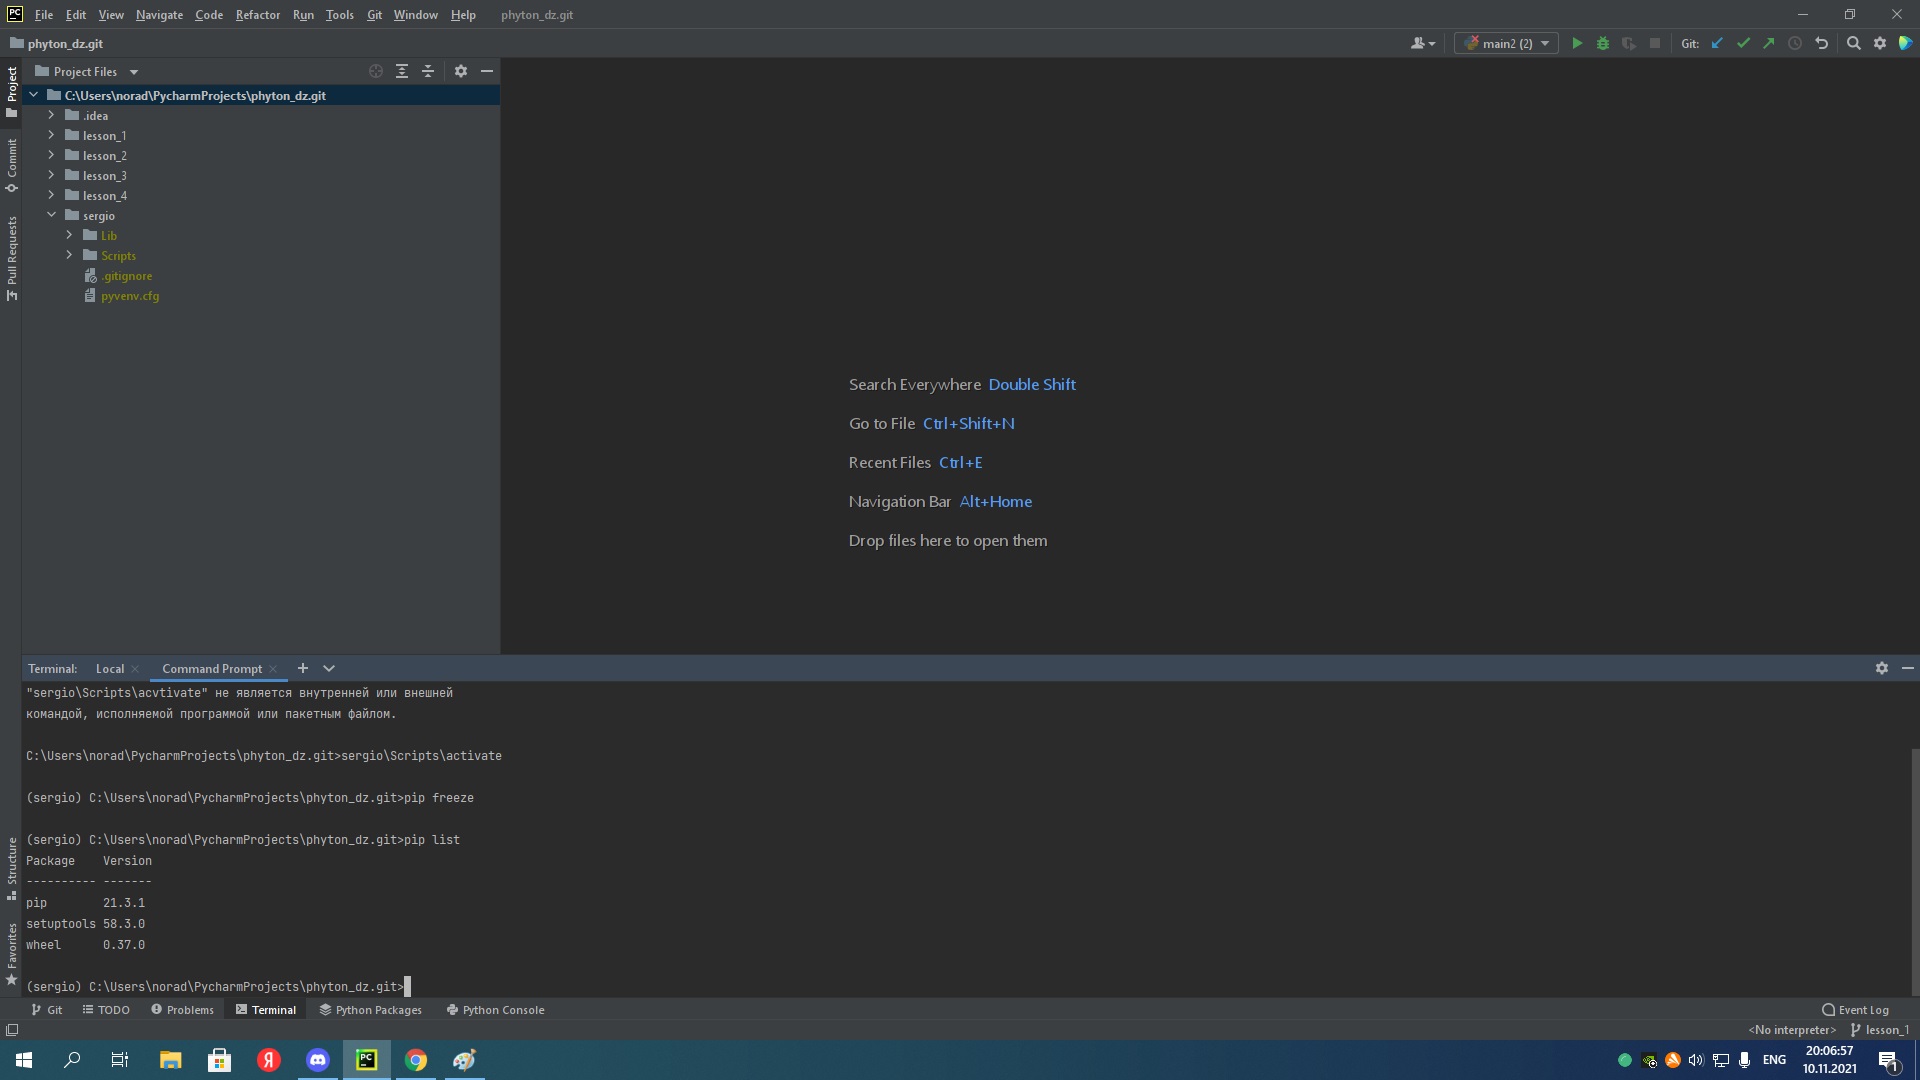 PC File Edit View Navigate Code Refactor Run Tools Git Window Help phyton_dz.git
phyton_dz.git
main2 (2)
Git:
Project Files
Project
Commit
Pull Requests
C:\Users\norad\PycharmProjects\phyton_dz.git
.idea
lesson_1
lesson_2
lesson_3
lesson_4
sergio
Lib
Scripts
.gitignore
pyvenv.cfg
Search Everywhere Double Shift
Go to File Ctrl+Shift+N
Recent Files Ctrl+E
Navigation Bar Alt+Home
Drop files here to open them
Terminal: Local Command Prompt
"sergio\Scripts\acvtivate" не является внутренней или внешней
командой, исполняемой программой или пакетным файлом.
C:\Users\norad\PycharmProjects\phyton_dz.git>sergio\Scripts\activate
(sergio) C:\Users\norad\PycharmProjects\phyton_dz.git>pip freeze
(sergio) C:\Users\norad\PycharmProjects\phyton_dz.git>pip list
Package Version
---------- -------
pip 21.3.1
setuptools 58.3.0
wheel 0.37.0
(sergio) C:\Users\norad\PycharmProjects\phyton_dz.git>
Structure
Favorites
Git TODO Problems Terminal Python Packages Python Console Event Log
<No interpreter> lesson_1
Я PC ENG 20:06:57
10.11.2021
1